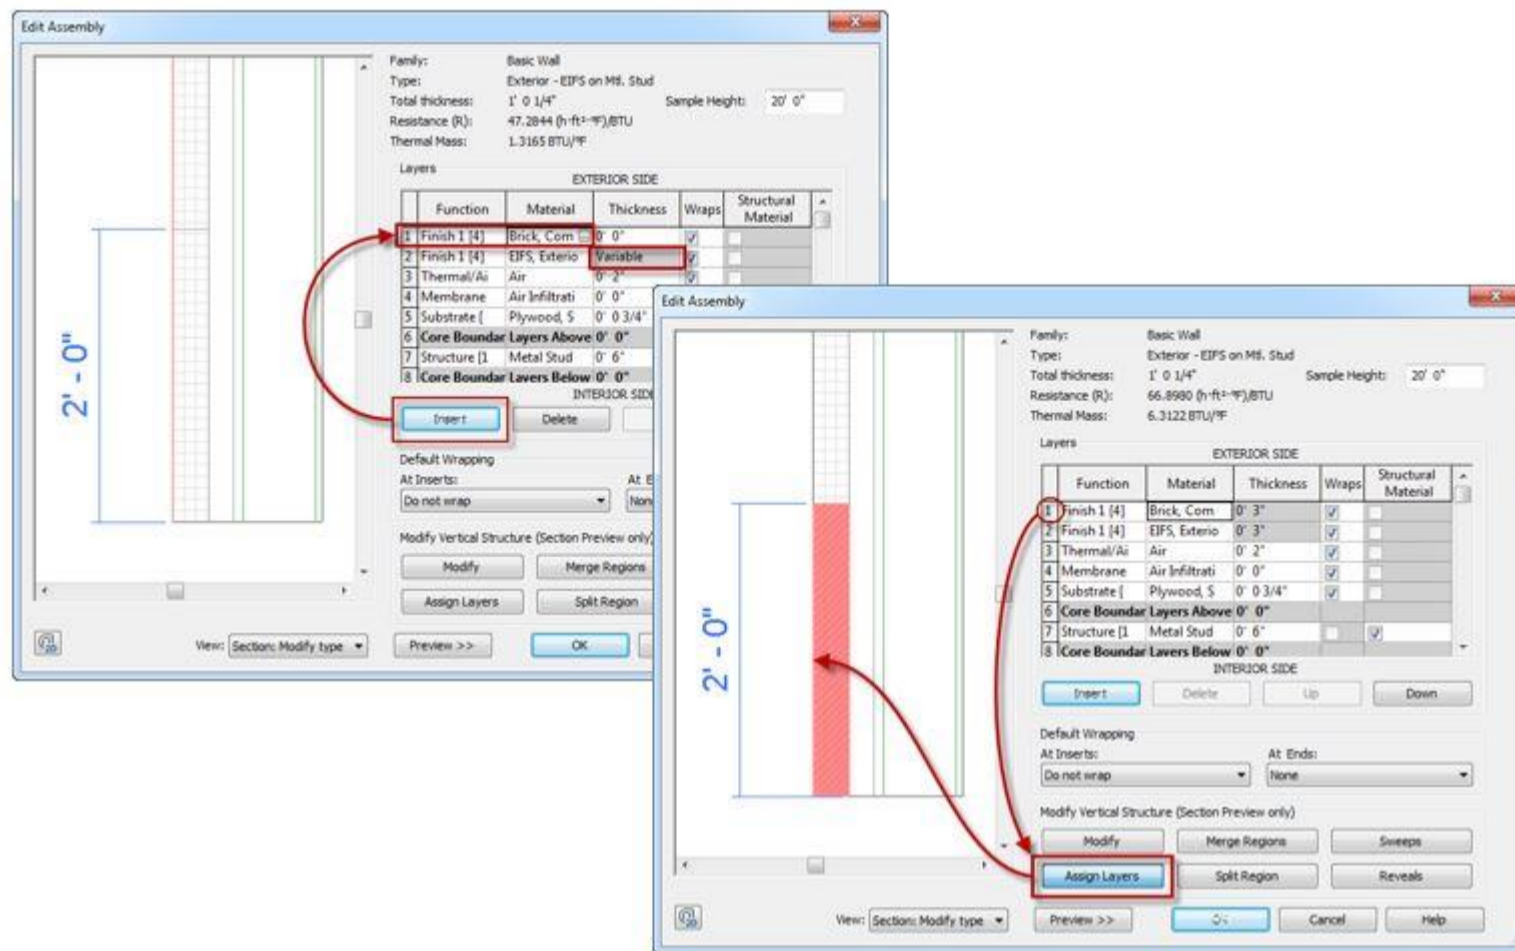 Edit Assembly
Family: Basic Wall
Type: Exterior - EIFS on Mtl. Stud
Total thickness: 1' 0 1/4" Sample Height: 20' 0"
Resistance (R): 47.2844 (h·ft²·°F)/BTU
Thermal Mass: 1.3165 BTU/°F
Layers
EXTERIOR SIDE
Function Material Thickness Wraps Structural Material
1 Finish 1 [4] Brick, Com 0' 0"
2 Finish 1 [4] EIFS, Exterio Variable
3 Thermal/Ai Air 0' 2"
4 Membrane Air Infiltrati 0' 0"
5 Substrate [ Plywood, S 0' 0 3/4"
6 Core Boundar Layers Above 0' 0"
7 Structure [1 Metal Stud 0' 6"
8 Core Boundar Layers Below 0' 0"
INTERIOR SIDE
Insert Delete
Default Wrapping
At Inserts: At E
Do not wrap Non
Modify Vertical Structure (Section Preview only)
Modify Merge Regions
Assign Layers Split Region
View: Section: Modify type Preview >> OK
2' - 0"
Edit Assembly
Family: Basic Wall
Type: Exterior - EIFS on Mtl. Stud
Total thickness: 1' 0 1/4" Sample Height: 20' 0"
Resistance (R): 66.8980 (h·ft²·°F)/BTU
Thermal Mass: 6.3122 BTU/°F
Layers
EXTERIOR SIDE
Function Material Thickness Wraps Structural Material
1 Finish 1 [4] Brick, Com 0' 3"
2 Finish 1 [4] EIFS, Exterio 0' 3"
3 Thermal/Ai Air 0' 2"
4 Membrane Air Infiltrati 0' 0"
5 Substrate [ Plywood, S 0' 0 3/4"
6 Core Boundar Layers Above 0' 0"
7 Structure [1 Metal Stud 0' 6"
8 Core Boundar Layers Below 0' 0"
INTERIOR SIDE
Insert Delete Up Down
Default Wrapping
At Inserts: At Ends:
Do not wrap None
Modify Vertical Structure (Section Preview only)
Modify Merge Regions Sweeps
Assign Layers Split Region Reveals
View: Section: Modify type Preview >> OK Cancel Help
2' - 0"